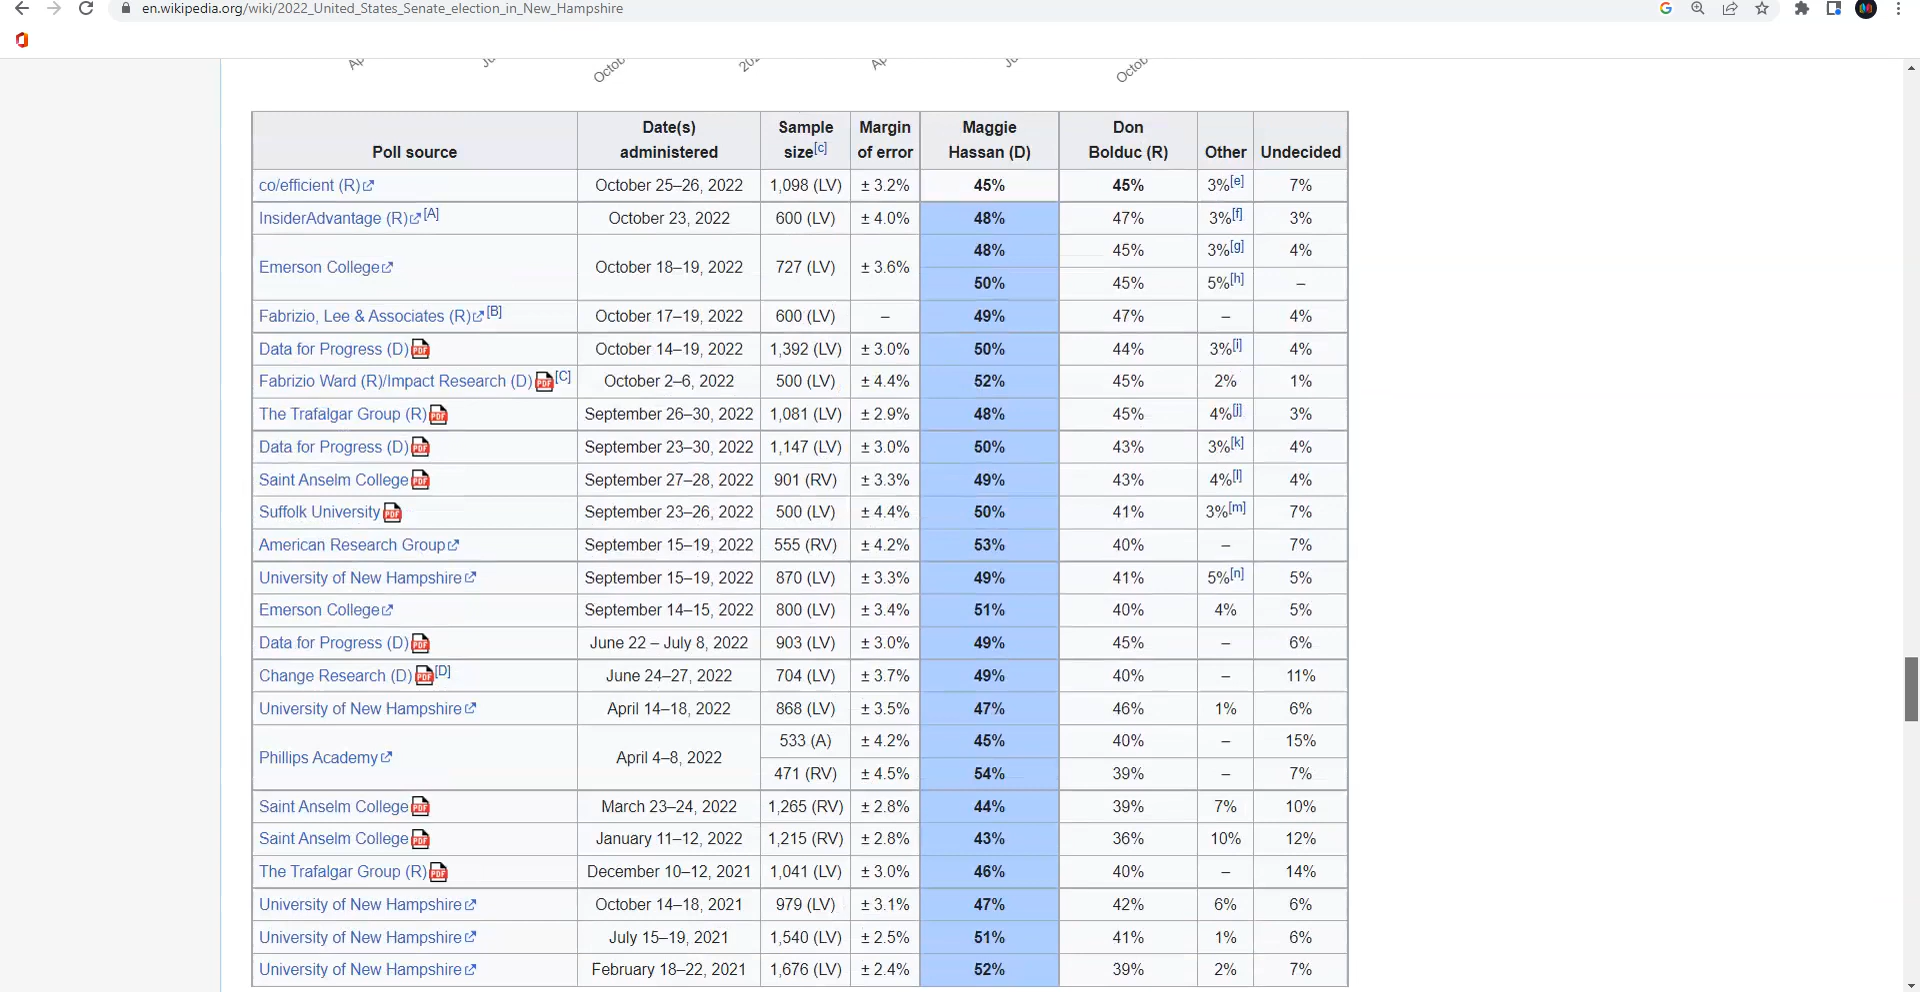 en.wikipedia.org/wiki/2022_United_States_Senate_election_in_New_Hampshire
Octobe
Octobe
Poll source Date(s) administered Sample size[c] Margin of error Maggie Hassan (D) Don Bolduc (R) Other Undecided
co/efficient (R) October 25–26, 2022 1,098 (LV) ± 3.2% 45% 45% 3%[e] 7%
InsiderAdvantage (R)[A] October 23, 2022 600 (LV) ± 4.0% 48% 47% 3%[f] 3%
Emerson College October 18–19, 2022 727 (LV) ± 3.6% 48% 45% 3%[g] 4%
50% 45% 5%[h] –
Fabrizio, Lee & Associates (R)[B] October 17–19, 2022 600 (LV) – 49% 47% – 4%
Data for Progress (D) October 14–19, 2022 1,392 (LV) ± 3.0% 50% 44% 3%[i] 4%
Fabrizio Ward (R)/Impact Research (D)[C] October 2–6, 2022 500 (LV) ± 4.4% 52% 45% 2% 1%
The Trafalgar Group (R) September 26–30, 2022 1,081 (LV) ± 2.9% 48% 45% 4%[j] 3%
Data for Progress (D) September 23–30, 2022 1,147 (LV) ± 3.0% 50% 43% 3%[k] 4%
Saint Anselm College September 27–28, 2022 901 (RV) ± 3.3% 49% 43% 4%[l] 4%
Suffolk University September 23–26, 2022 500 (LV) ± 4.4% 50% 41% 3%[m] 7%
American Research Group September 15–19, 2022 555 (RV) ± 4.2% 53% 40% – 7%
University of New Hampshire September 15–19, 2022 870 (LV) ± 3.3% 49% 41% 5%[n] 5%
Emerson College September 14–15, 2022 800 (LV) ± 3.4% 51% 40% 4% 5%
Data for Progress (D) June 22 – July 8, 2022 903 (LV) ± 3.0% 49% 45% – 6%
Change Research (D)[D] June 24–27, 2022 704 (LV) ± 3.7% 49% 40% – 11%
University of New Hampshire April 14–18, 2022 868 (LV) ± 3.5% 47% 46% 1% 6%
Phillips Academy April 4–8, 2022 533 (A) ± 4.2% 45% 40% – 15%
471 (RV) ± 4.5% 54% 39% – 7%
Saint Anselm College March 23–24, 2022 1,265 (RV) ± 2.8% 44% 39% 7% 10%
Saint Anselm College January 11–12, 2022 1,215 (RV) ± 2.8% 43% 36% 10% 12%
The Trafalgar Group (R) December 10–12, 2021 1,041 (LV) ± 3.0% 46% 40% – 14%
University of New Hampshire October 14–18, 2021 979 (LV) ± 3.1% 47% 42% 6% 6%
University of New Hampshire July 15–19, 2021 1,540 (LV) ± 2.5% 51% 41% 1% 6%
University of New Hampshire February 18–22, 2021 1,676 (LV) ± 2.4% 52% 39% 2% 7%